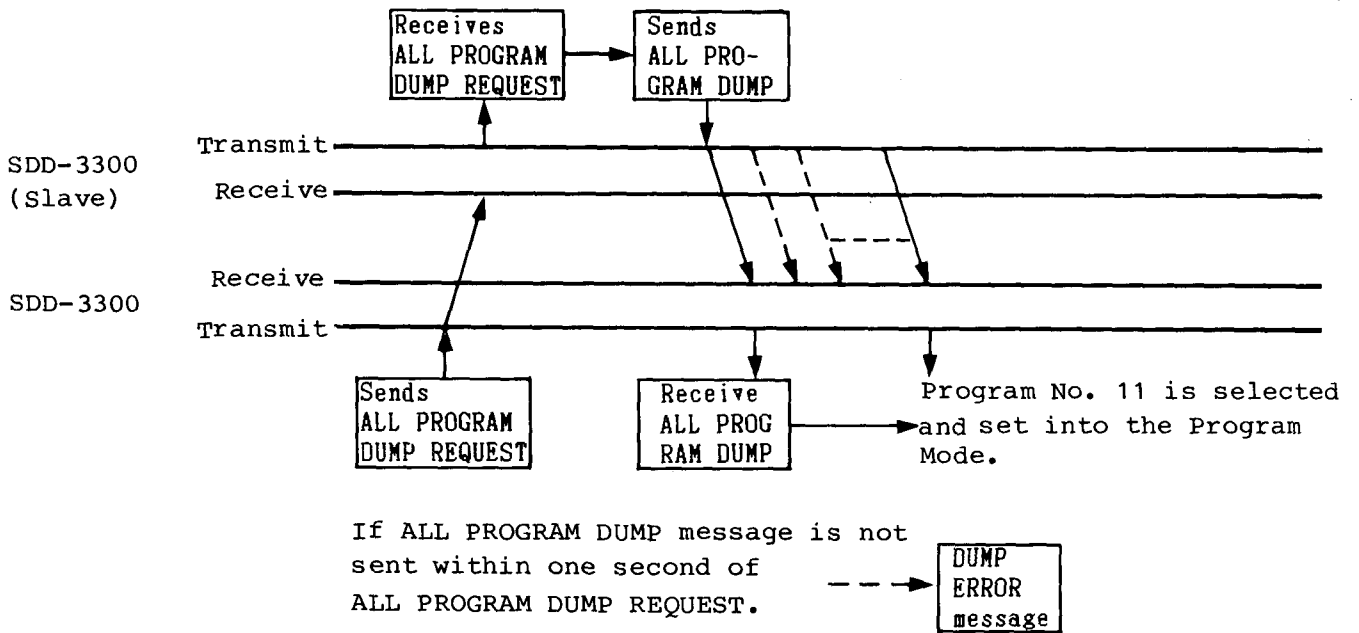 Receives
ALL PROGRAM
DUMP REQUEST
Sends
ALL PRO-
GRAM DUMP
SDD-3300
(Slave)
Transmit
Receive
SDD-3300
Receive
Transmit
Sends
ALL PROGRAM
DUMP REQUEST
Receive
ALL PROG
RAM DUMP
Program No. 11 is selected
and set into the Program
Mode.
If ALL PROGRAM DUMP message is not
sent within one second of
ALL PROGRAM DUMP REQUEST.
DUMP
ERROR
message